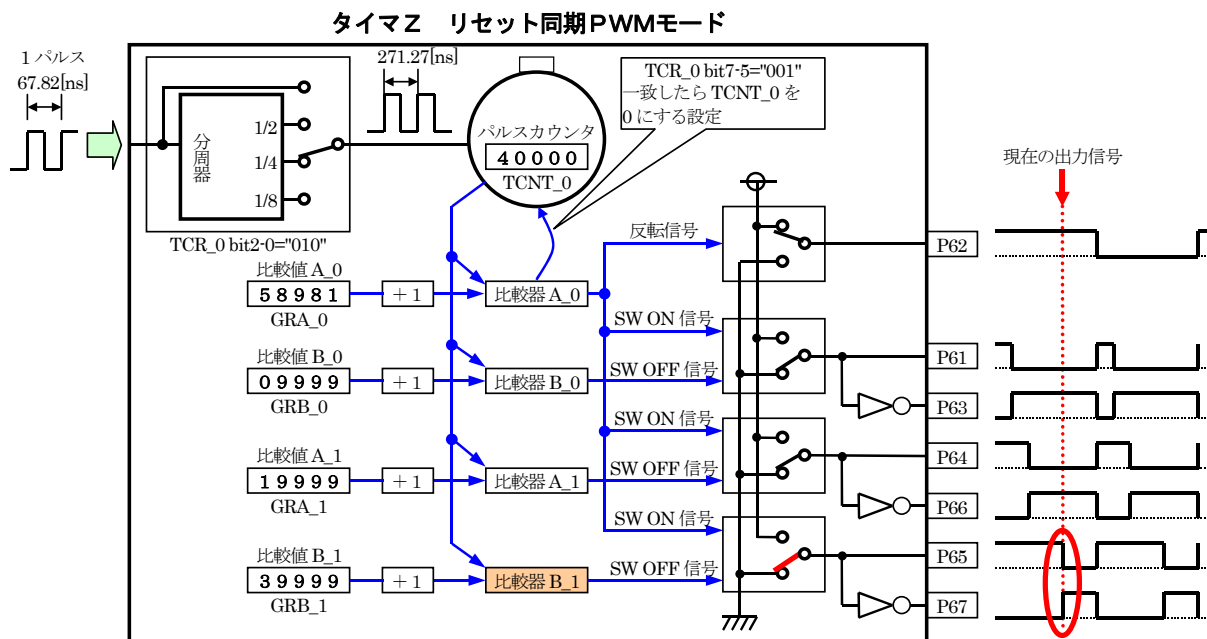 タイマZ リセット同期PWMモード
1 パルス
67.82[ns]
271.27[ns]
TCR_0 bit7-5="001"
一致したら TCNT_0 を
0 にする設定
分周器
1/2
1/4
1/8
TCR_0 bit2-0="010"
パルスカウンタ
40000
TCNT_0
現在の出力信号
反転信号
P62
比較値 A_0
58981
+1
比較器 A_0
GRA_0
SW ON 信号
P61
比較値 B_0
09999
+1
比較器 B_0
SW OFF 信号
GRB_0
P63
SW ON 信号
P64
比較値 A_1
19999
+1
比較器 A_1
SW OFF 信号
GRA_1
P66
SW ON 信号
P65
比較値 B_1
39999
+1
比較器 B_1
SW OFF 信号
GRB_1
P67